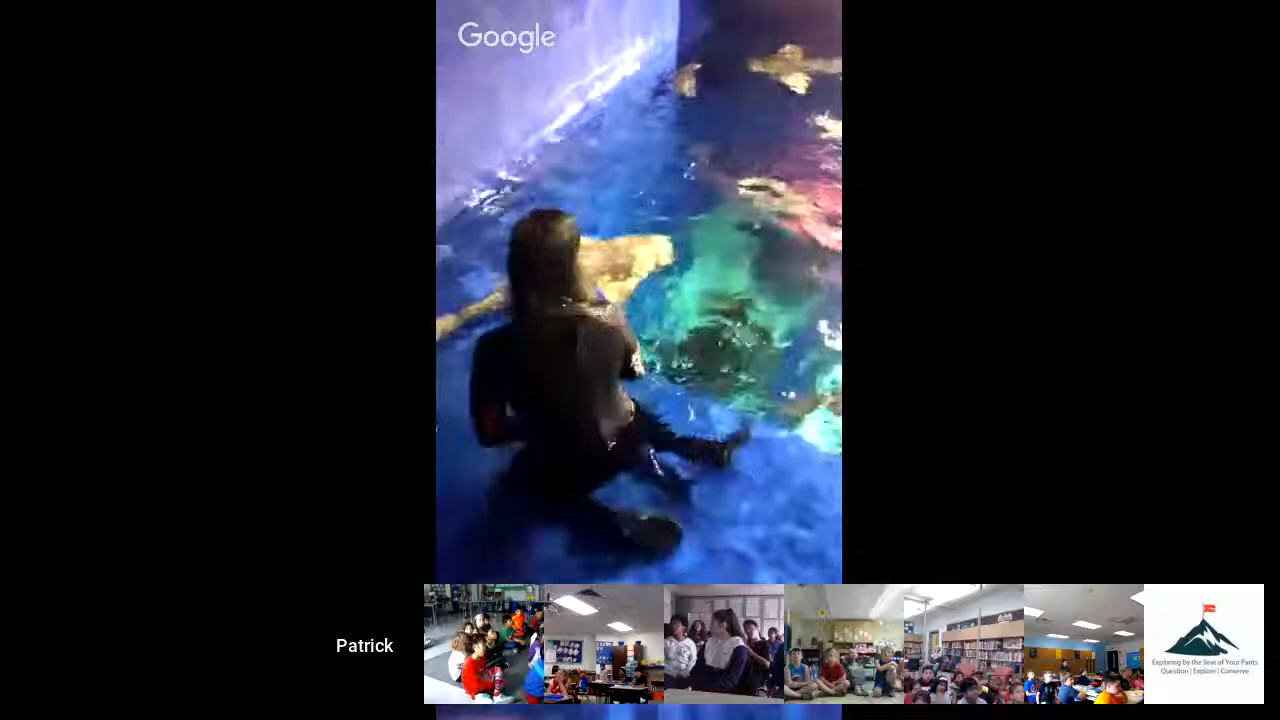 Google
Patrick
Exploring by the Seat of Your Pants
Question | Explore | Conserve